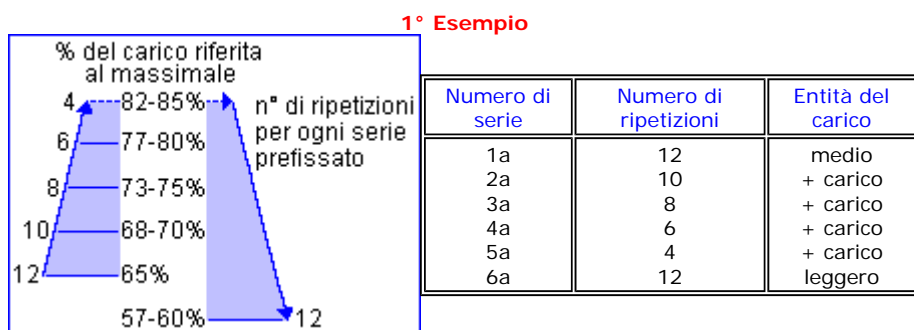 1° Esempio
% del carico riferita
al massimale
4 82-85%
n° di ripetizioni
per ogni serie
prefissato
6 77-80%
8 73-75%
10 68-70%
12 65%
57-60% 12
Numero di serie Numero di ripetizioni Entità del carico
1a 12 medio
2a 10 + carico
3a 8 + carico
4a 6 + carico
5a 4 + carico
6a 12 leggero